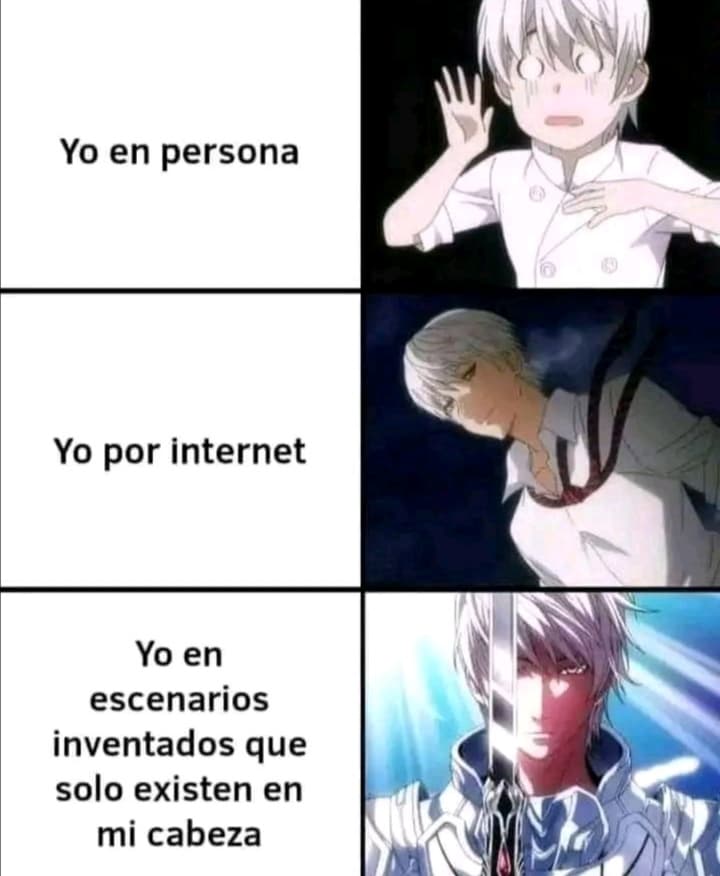 Yo en persona
Yo por internet
Yo en
escenarios
inventados que
solo existen en
mi cabeza